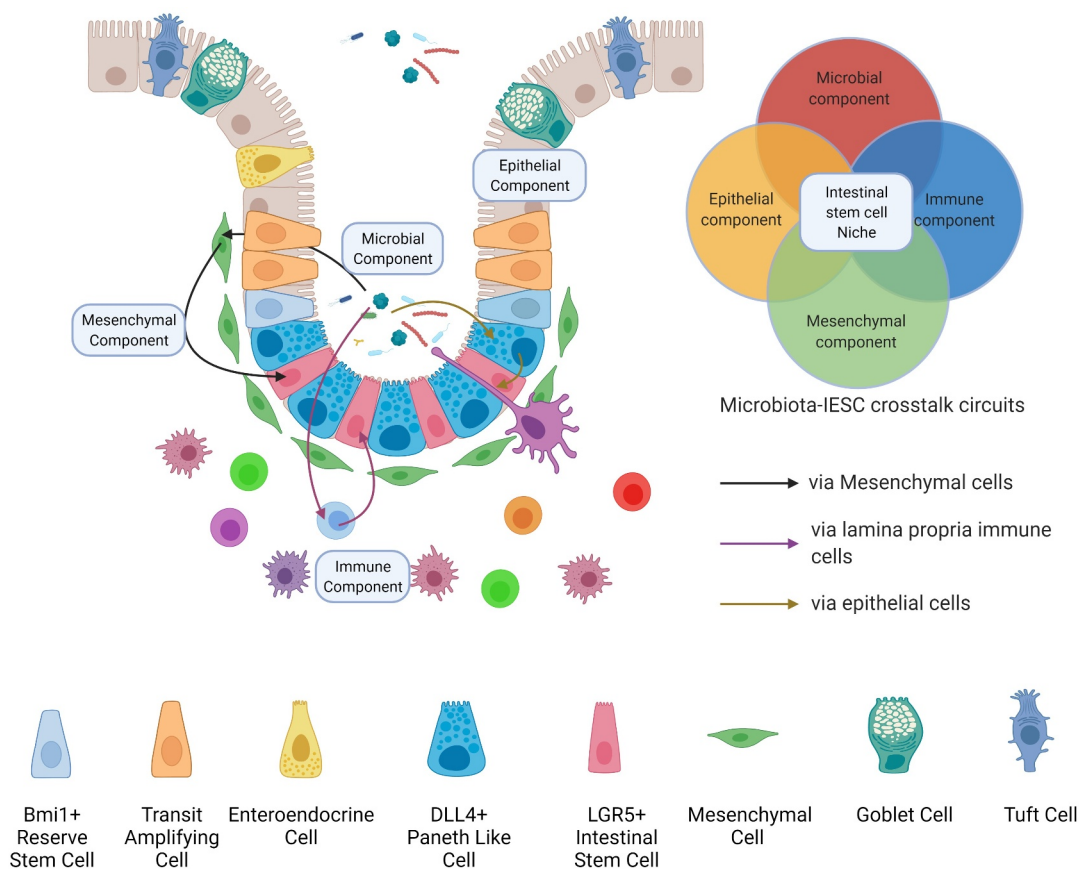 Epithelial
Component
Microbial
Component
Mesenchymal
Component
Immune
Component
Microbial
component
Epithelial
component
Intestinal
stem cell
Niche
Immune
component
Mesenchymal
component
Microbiota-IESC crosstalk circuits
via Mesenchymal cells
via lamina propria immune
cells
via epithelial cells
Bmi1+
Reserve
Stem Cell
Transit
Amplifying
Cell
Enteroendocrine
Cell
DLL4+
Paneth Like
Cell
LGR5+
Intestinal
Stem Cell
Mesenchymal
Cell
Goblet Cell
Tuft Cell